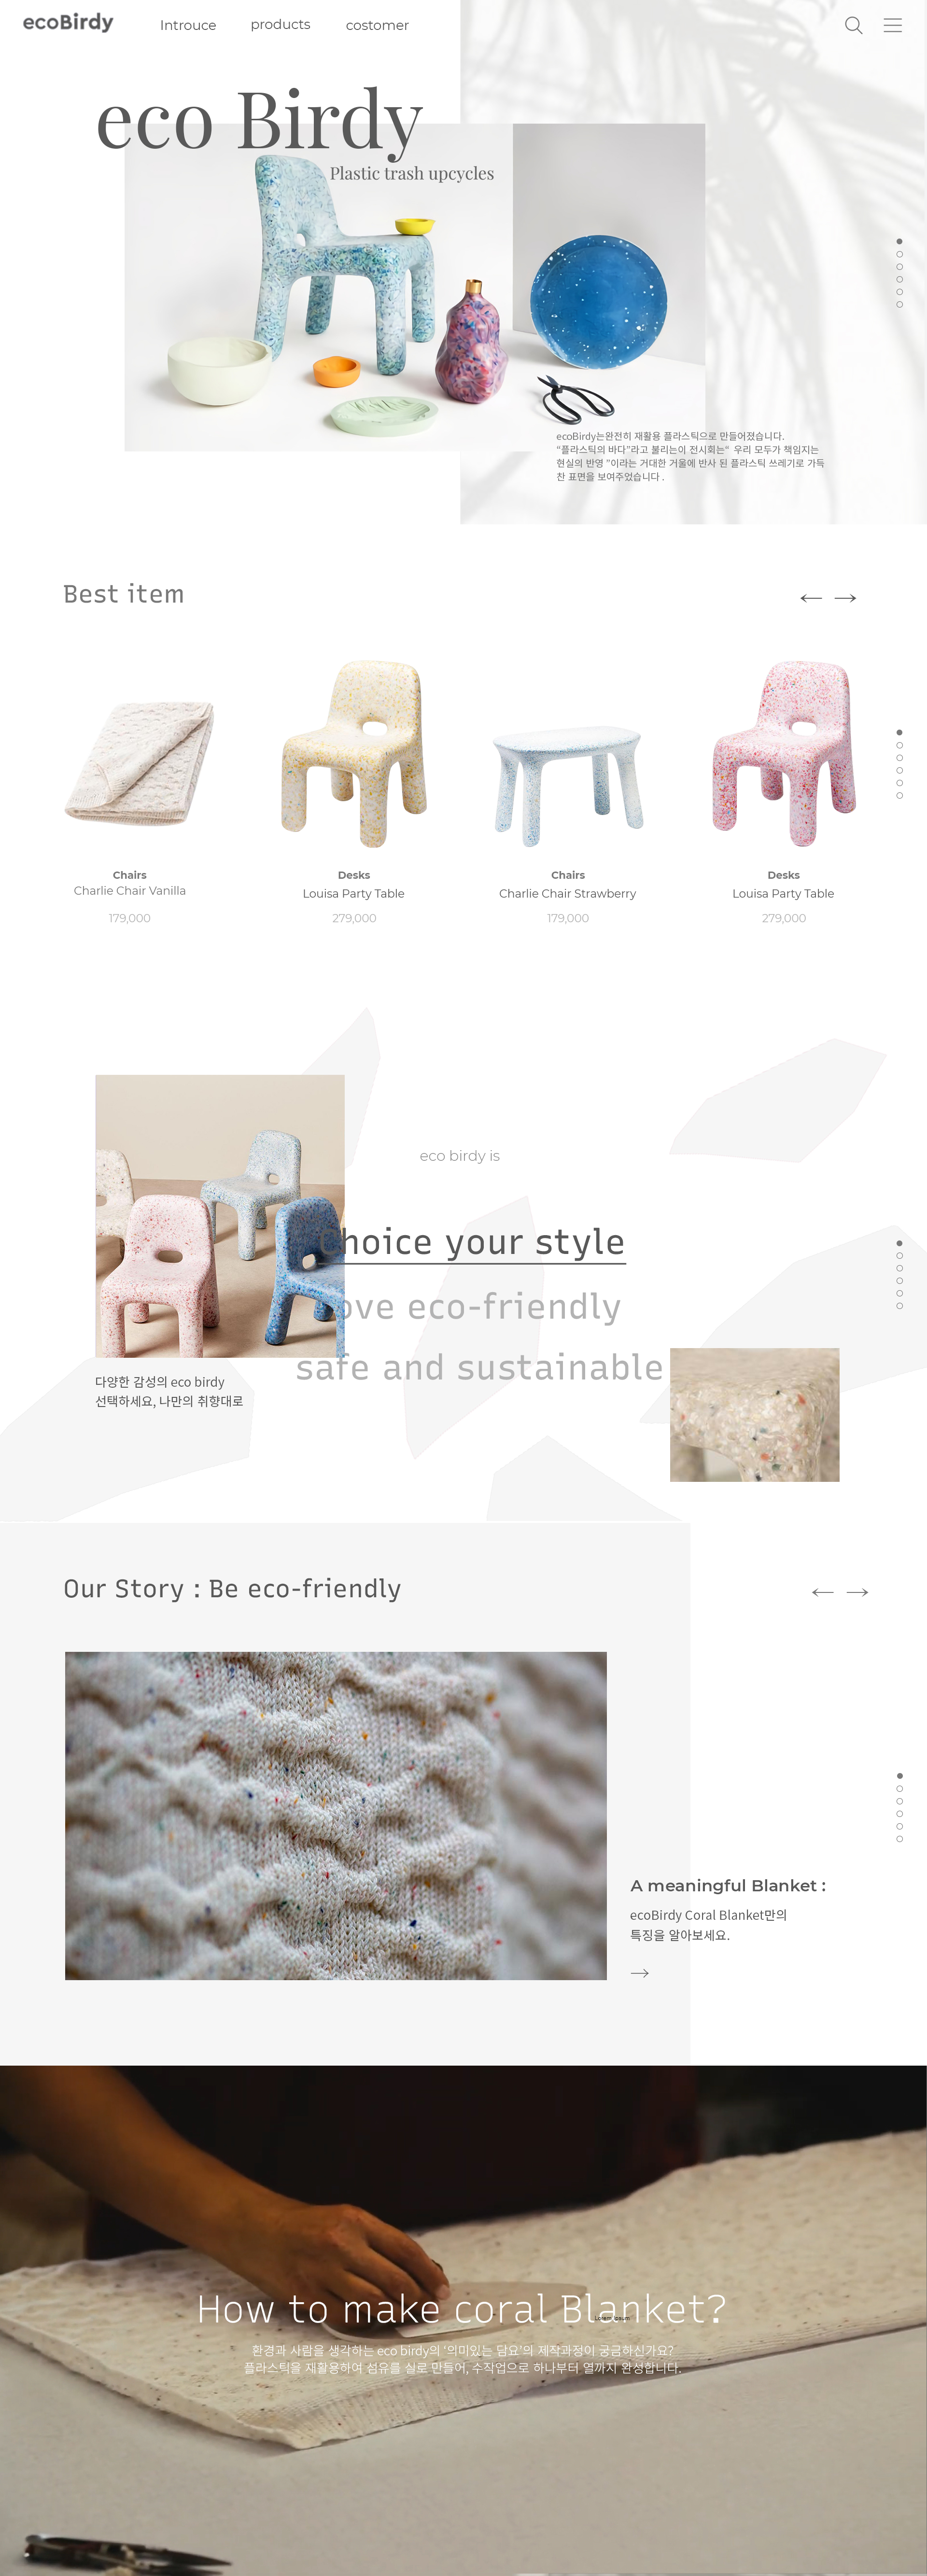 ecoBirdy
Introuce
products
costomer
eco Birdy
Plastic trash upcycles
ecoBirdy는완전히 재활용 플라스틱으로 만들어졌습니다.
“플라스틱의 바다”라고 불리는이 전시회는“ 우리 모두가 책임지는
현실의 반영 ”이라는 거대한 거울에 반사 된 플라스틱 쓰레기로 가득
찬 표면을 보여주었습니다 .
Best item
Chairs
Charlie Chair Vanilla
179,000
Desks
Louisa Party Table
279,000
Chairs
Charlie Chair Strawberry
179,000
Desks
Louisa Party Table
279,000
eco birdy is
Choice your style
love eco-friendly
safe and sustainable
다양한 감성의 eco birdy
선택하세요, 나만의 취향대로
Our Story : Be eco-friendly
A meaningful Blanket :
ecoBirdy Coral Blanket만의
특징을 알아보세요.
How to make coral Blanket?
Lorem Ipsum
환경과 사람을 생각하는 eco birdy의 ‘의미있는 담요’의 제작과정이 궁금하신가요?
플라스틱을 재활용하여 섬유를 실로 만들어, 수작업으로 하나부터 열까지 완성합니다.